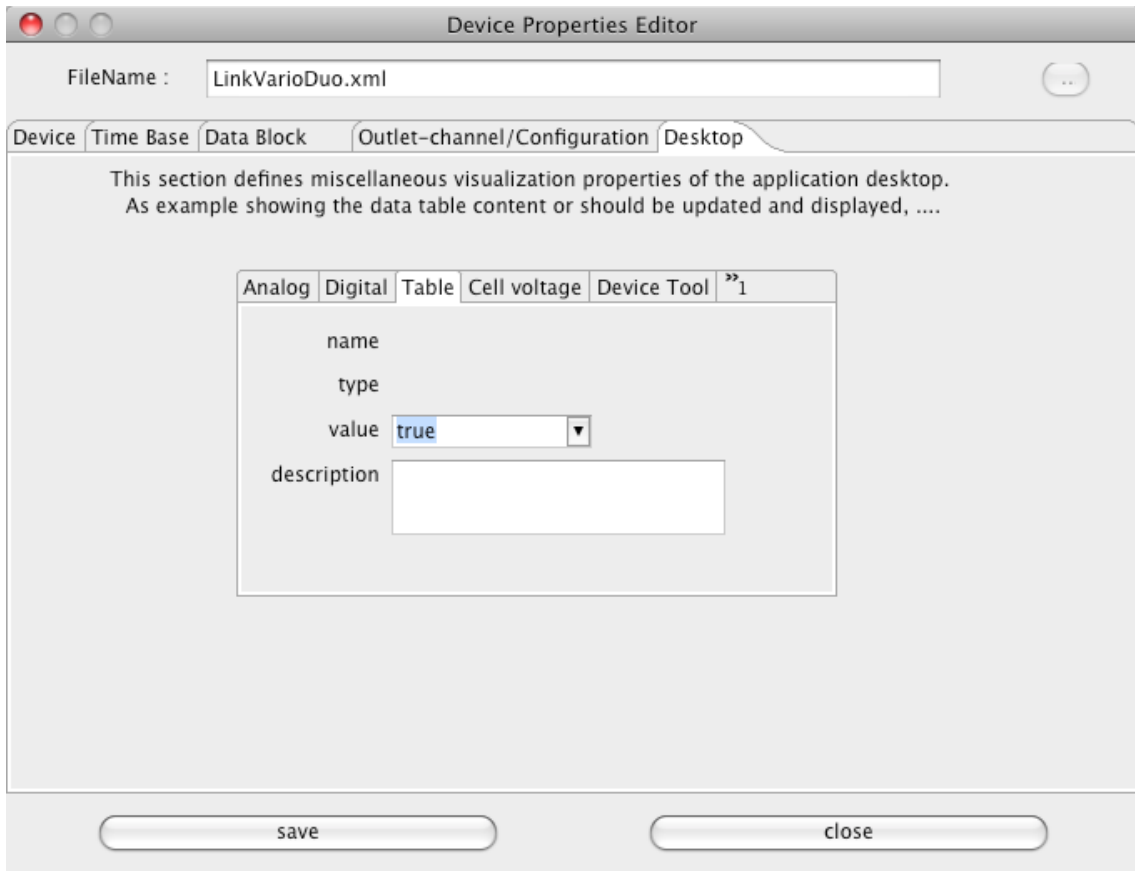 Device Properties Editor
FileName : LinkVarioDuo.xml ..
Device Time Base Data Block Outlet-channel/Configuration Desktop
This section defines miscellaneous visualization properties of the application desktop.
As example showing the data table content or should be updated and displayed, ....
Analog Digital Table Cell voltage Device Tool »1
name
type
value true
description
save close